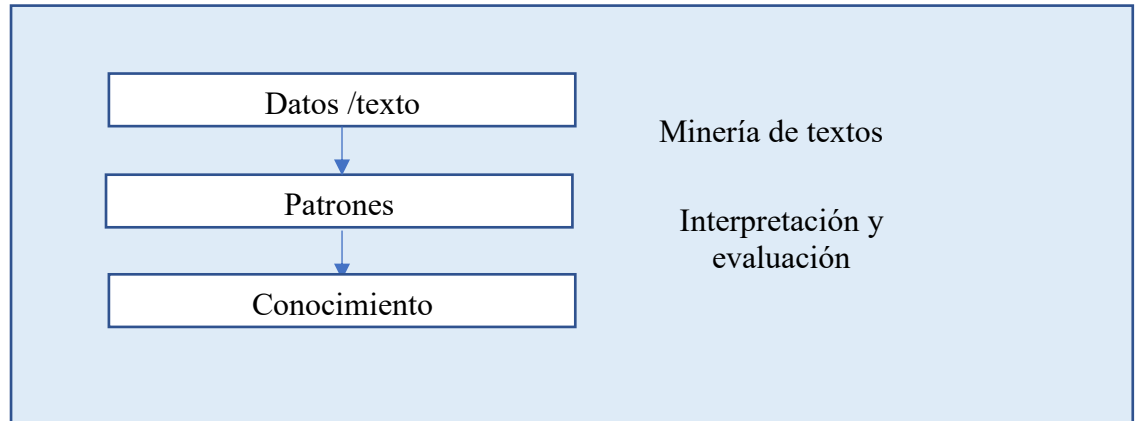 Datos /texto
Minería de textos
Patrones
Interpretación y
evaluación
Conocimiento